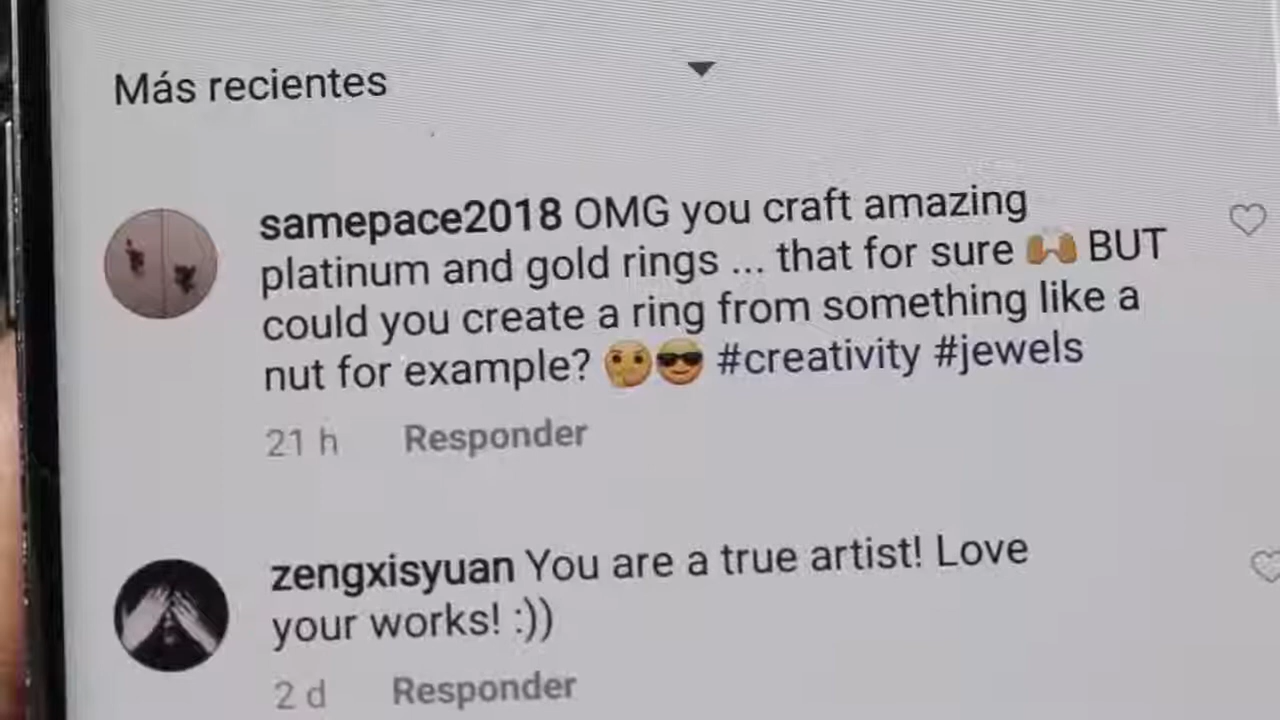 Más recientes
samepace2018 OMG you craft amazing
platinum and gold rings ... that for sure 🙌 BUT
could you create a ring from something like a
nut for example? 🤔😎 #creativity #jewels
21 h Responder
zengxisyuan You are a true artist! Love
your works! :))
2 d Responder